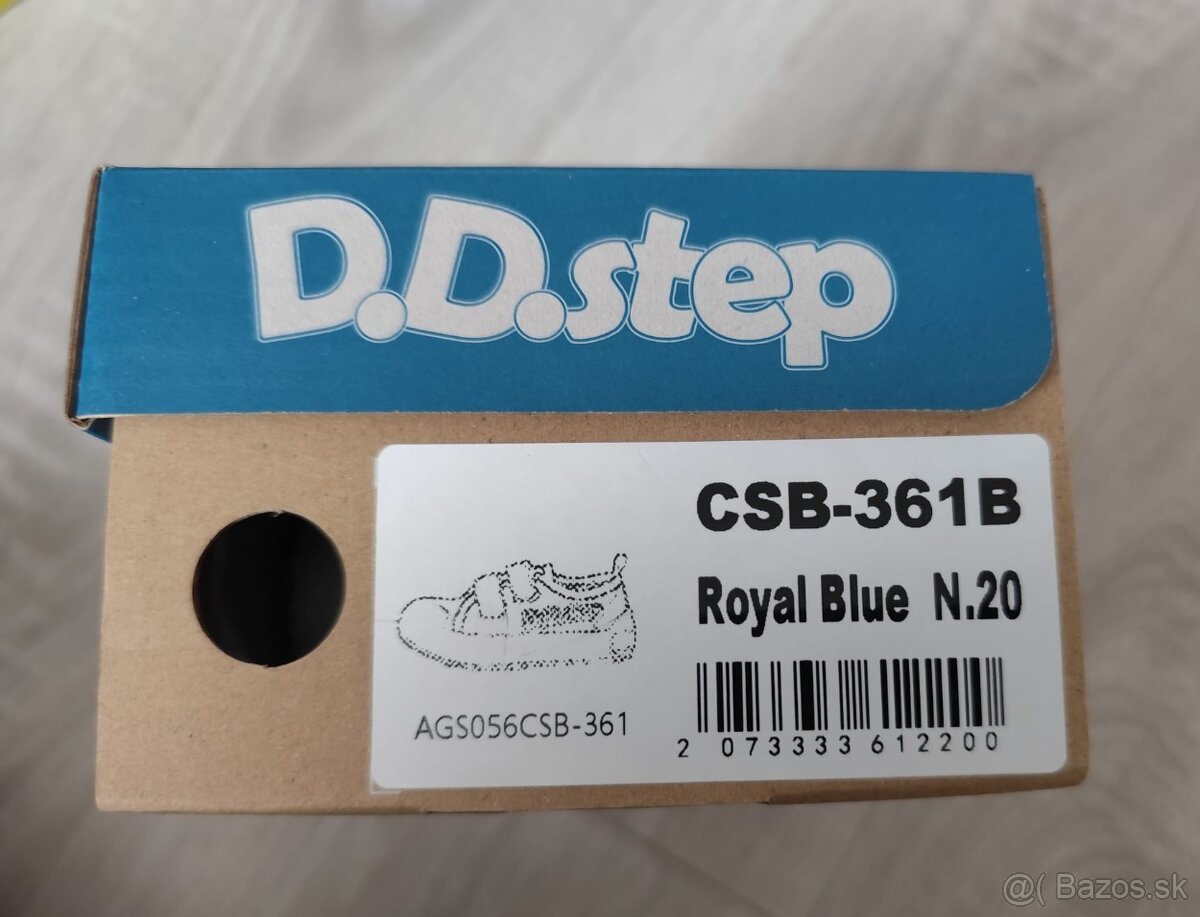 D.D.step
CSB-361B
Royal Blue N.20
AGS056CSB-361
2 073333 612200
@( Bazos.sk